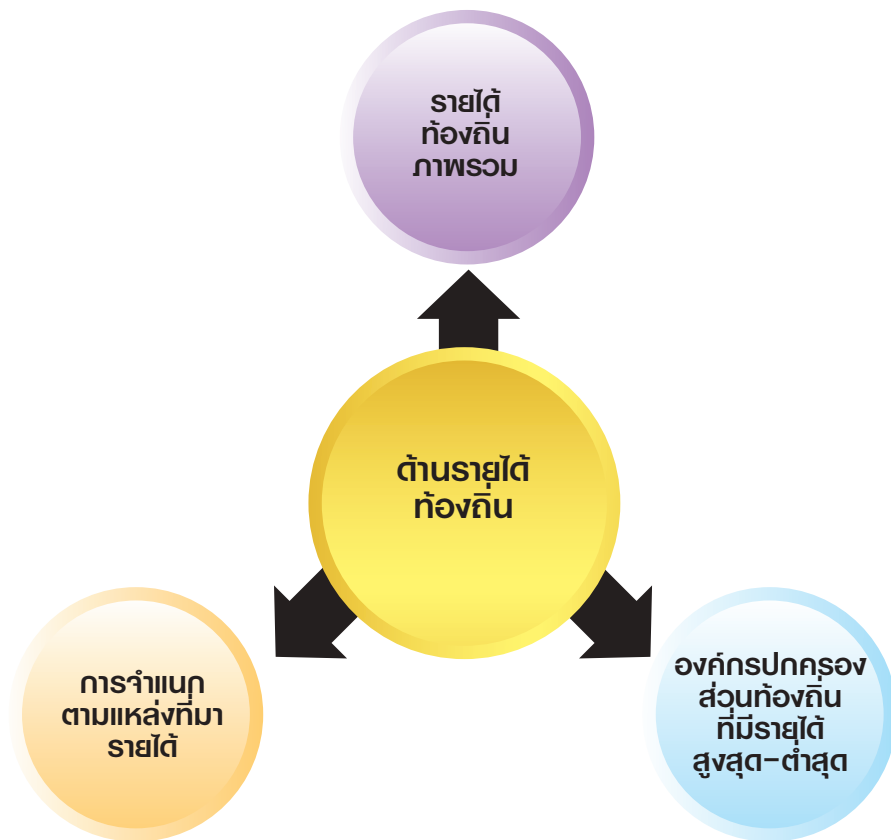 รายได้
ท้องถิ่น
ภาพรวม
ด้านรายได้
ท้องถิ่น
การจำแนก
ตามแหล่งที่มา
รายได้
องค์กรปกครอง
ส่วนท้องถิ่น
ที่มีรายได้
สูงสุด-ต่ำสุด